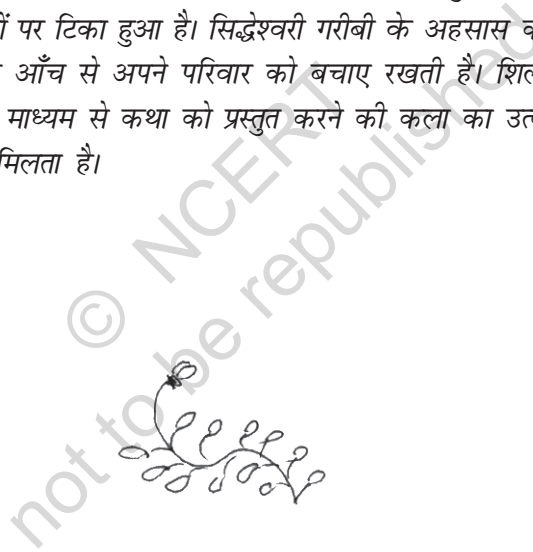 ों पर टिका हुआ है। सिद्धेश्वरी गरीबी के अहसास क
आँच से अपने परिवार को बचाए रखती है।
माध्यम से कथा को प्रस्तुत करने की कला का
मिलता है।
© NCERT
not to be republished